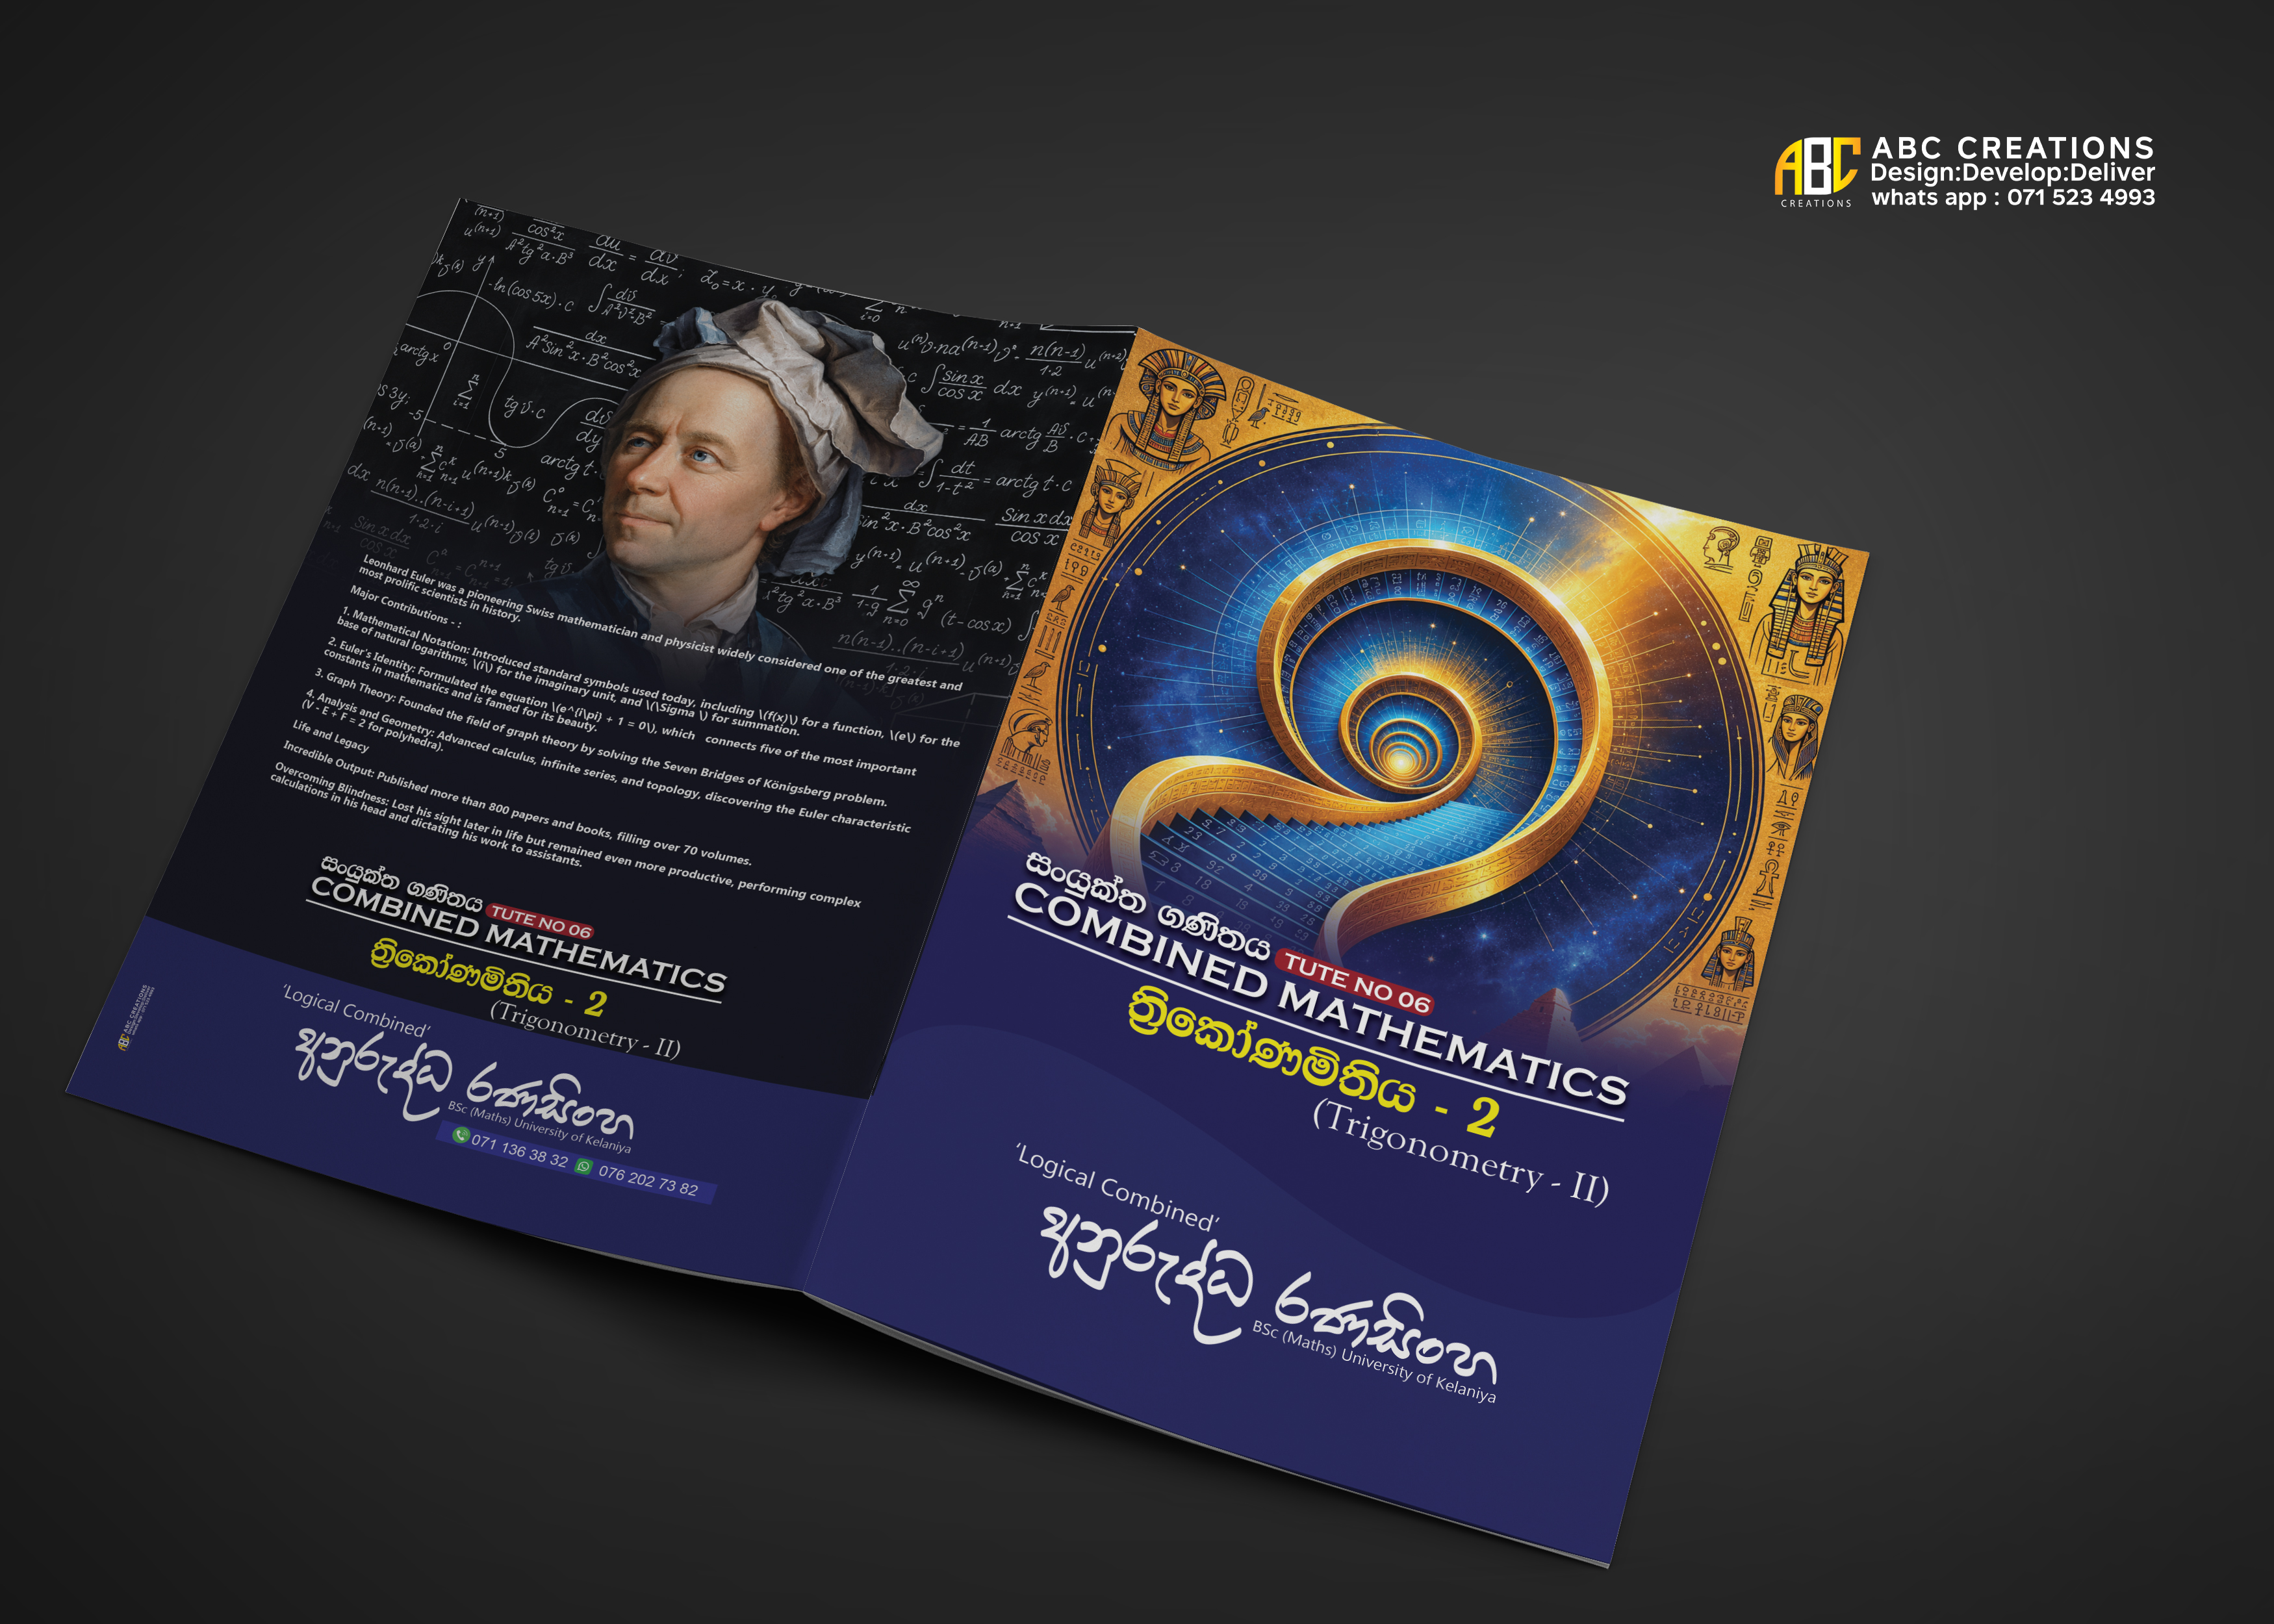 ABC CREATIONS
Design:Develop:Deliver
whats app : 071 523 4993
ABC
CREATIONS
Leonhard Euler was a pioneering Swiss mathematician and physicist widely considered one of the greatest and
most prolific scientists in history.
Major Contributions - :
1. Mathematical Notation: Introduced standard symbols used today, including \(f(x)\) for a function, \(e\) for the
base of natural logarithms, \(i\) for the imaginary unit, and \(\Sigma \) for summation.
2. Euler's Identity: Formulated the equation \(e^{i\pi} + 1 = 0\), which connects five of the most important
constants in mathematics and is famed for its beauty.
3. Graph Theory: Founded the field of graph theory by solving the Seven Bridges of Königsberg problem.
4. Analysis and Geometry: Advanced calculus, infinite series, and topology, discovering the Euler characteristic
(V - E + F = 2 for polyhedra).
Life and Legacy
Incredible Output: Published more than 800 papers and books, filling over 70 volumes.
Overcoming Blindness: Lost his sight later in life but remained even more productive, performing complex
calculations in his head and dictating his work to assistants.
සංයුක්ත ගණිතය TUTE NO 06
COMBINED MATHEMATICS
ත්‍රිකෝණමිතිය - 2
(Trigonometry - II)
'Logical Combined'
අනුරුද්ධ රණසිංහ
BSc (Maths) University of Kelaniya
071 136 38 32 076 202 73 82
සංයුක්ත ගණිතය TUTE NO 06
COMBINED MATHEMATICS
ත්‍රිකෝණමිතිය - 2
(Trigonometry - II)
'Logical Combined'
අනුරුද්ධ රණසිංහ
BSc (Maths) University of Kelaniya